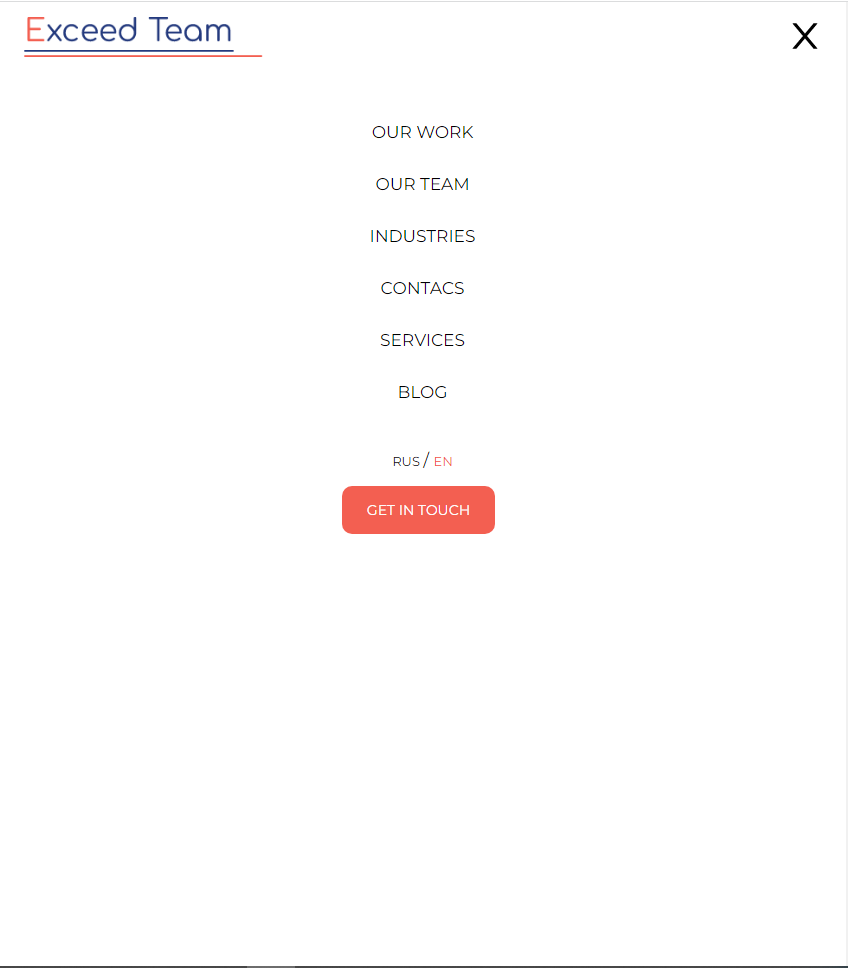 Exceed Team
X
OUR WORK
OUR TEAM
INDUSTRIES
CONTACS
SERVICES
BLOG
RUS / EN
GET IN TOUCH